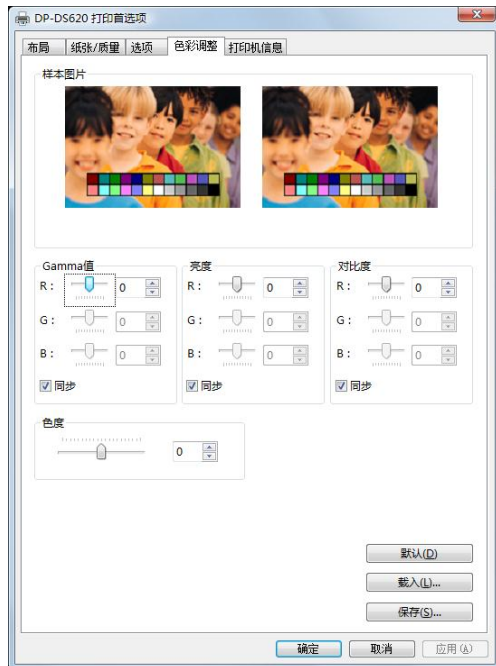 DP-DS620 打印首选项
布局 纸张/质量 选项 色彩调整 打印机信息
样本图片
Gamma值 亮度 对比度
R: 0 R: 0 R: 0
G: 0 G: 0 G: 0
B: 0 B: 0 B: 0
同步 同步 同步
色度
0
默认(D)
载入(L)...
保存(S)...
确定 取消 应用(A)